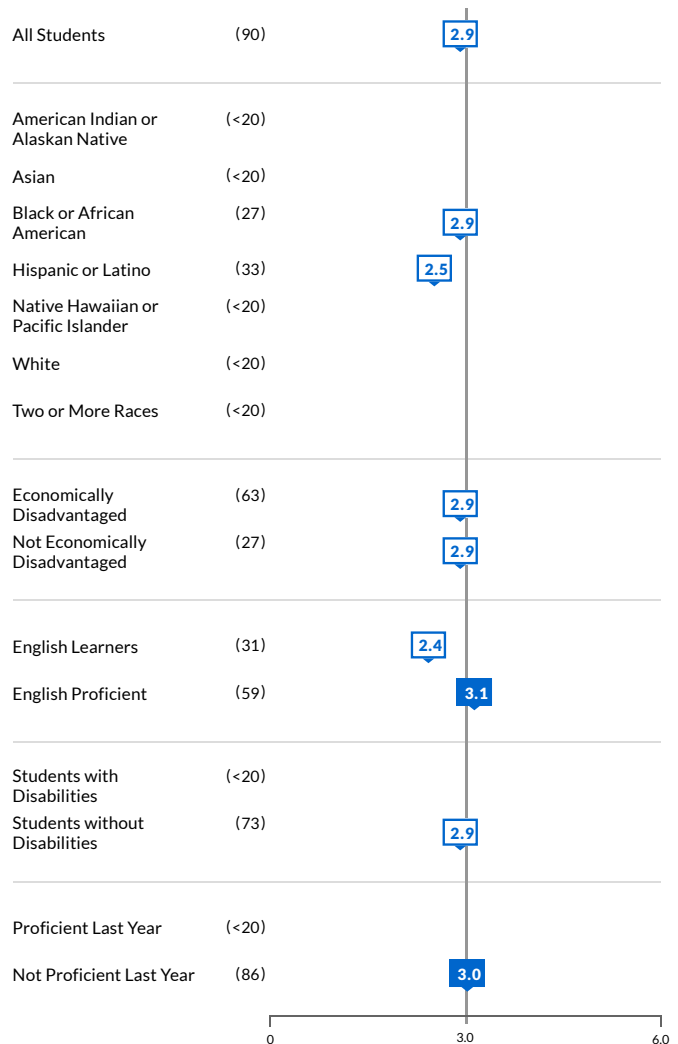 All Students (90) 2.9
American Indian or (<20)
Alaskan Native
Asian (<20)
Black or African (27) 2.9
American
Hispanic or Latino (33) 2.5
Native Hawaiian or (<20)
Pacific Islander
White (<20)
Two or More Races (<20)
Economically (63) 2.9
Disadvantaged
Not Economically (27) 2.9
Disadvantaged
English Learners (31) 2.4
English Proficient (59) 3.1
Students with (<20)
Disabilities
Students without (73) 2.9
Disabilities
Proficient Last Year (<20)
Not Proficient Last Year (86) 3.0
0 3.0 6.0